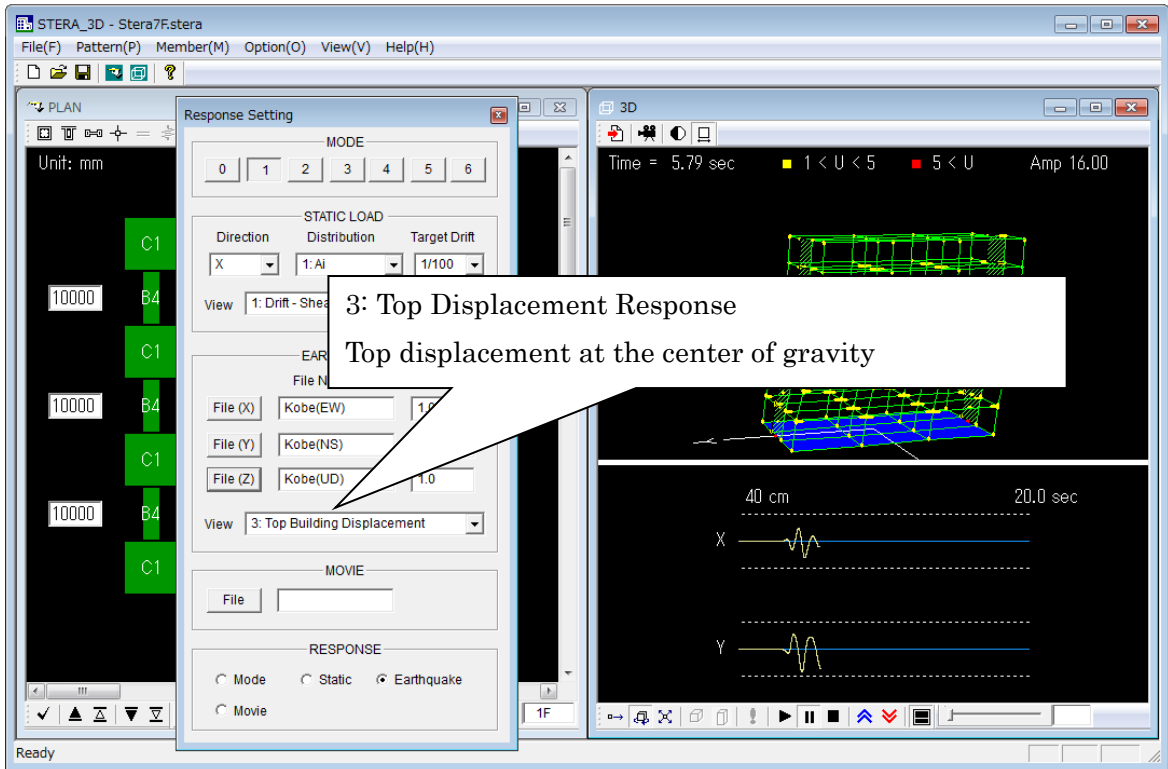 STERA_3D - Stera7F.stera
File(F) Pattern(P) Member(M) Option(O) View(V) Help(H)
PLAN
Unit: mm
C1
10000 B4
C1
10000 B4
C1
10000 B4
C1
1F
Response Setting
MODE
0 1 2 3 4 5 6
STATIC LOAD
Direction Distribution Target Drift
X 1: Ai 1/100
View 1: Drift - Shea
3: Top Displacement Response
Top displacement at the center of gravity
EAR
File N
File (X) Kobe(EW) 1.0
File (Y) Kobe(NS)
File (Z) Kobe(UD) 1.0
View 3: Top Building Displacement
MOVIE
File
RESPONSE
Mode Static Earthquake
Movie
3D
Time = 5.79 sec 1 < U < 5 5 < U Amp 16.00
40 cm 20.0 sec
X
Y
Ready